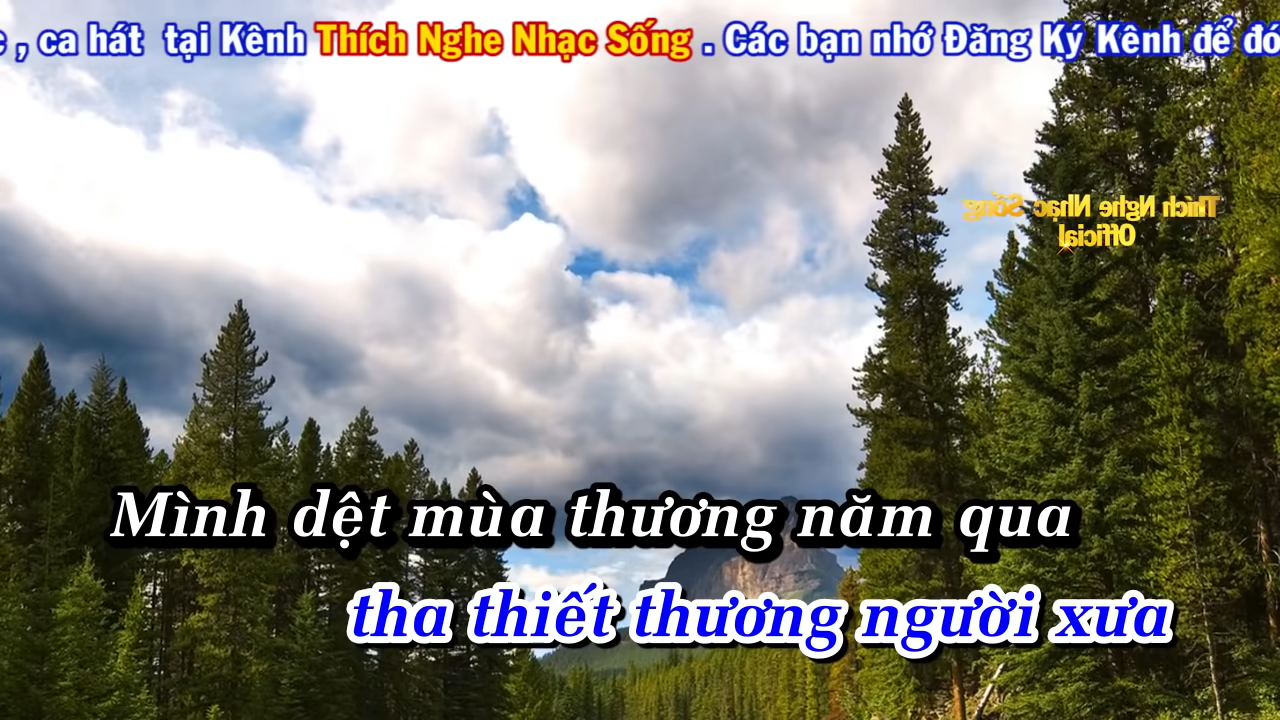 , ca hát tại Kênh Thích Nghe Nhạc Sống . Các bạn nhớ Đăng Ký Kênh để đó
Thích Nghe Nhạc Sống
Official
Mình dệt mùa thương năm qua
tha thiết thương người xưa